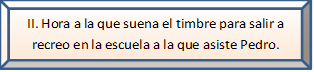 II. Hora a la que suena el timbre para salir a
recreo en la escuela a la que asiste Pedro.